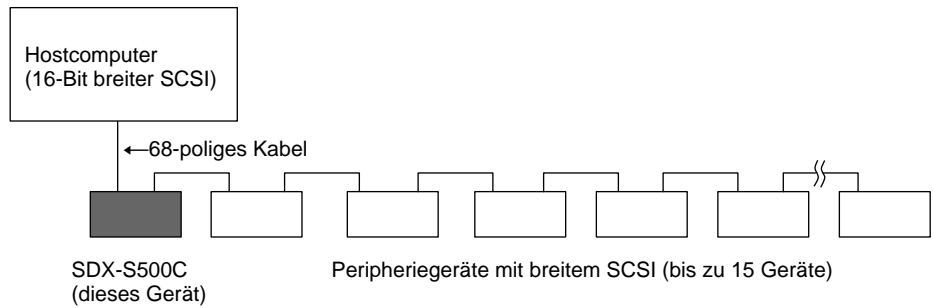 Hostcomputer
(16-Bit breiter SCSI)
68-poliges Kabel
SDX-S500C
(dieses Gerät)
Peripheriegeräte mit breitem SCSI (bis zu 15 Geräte)